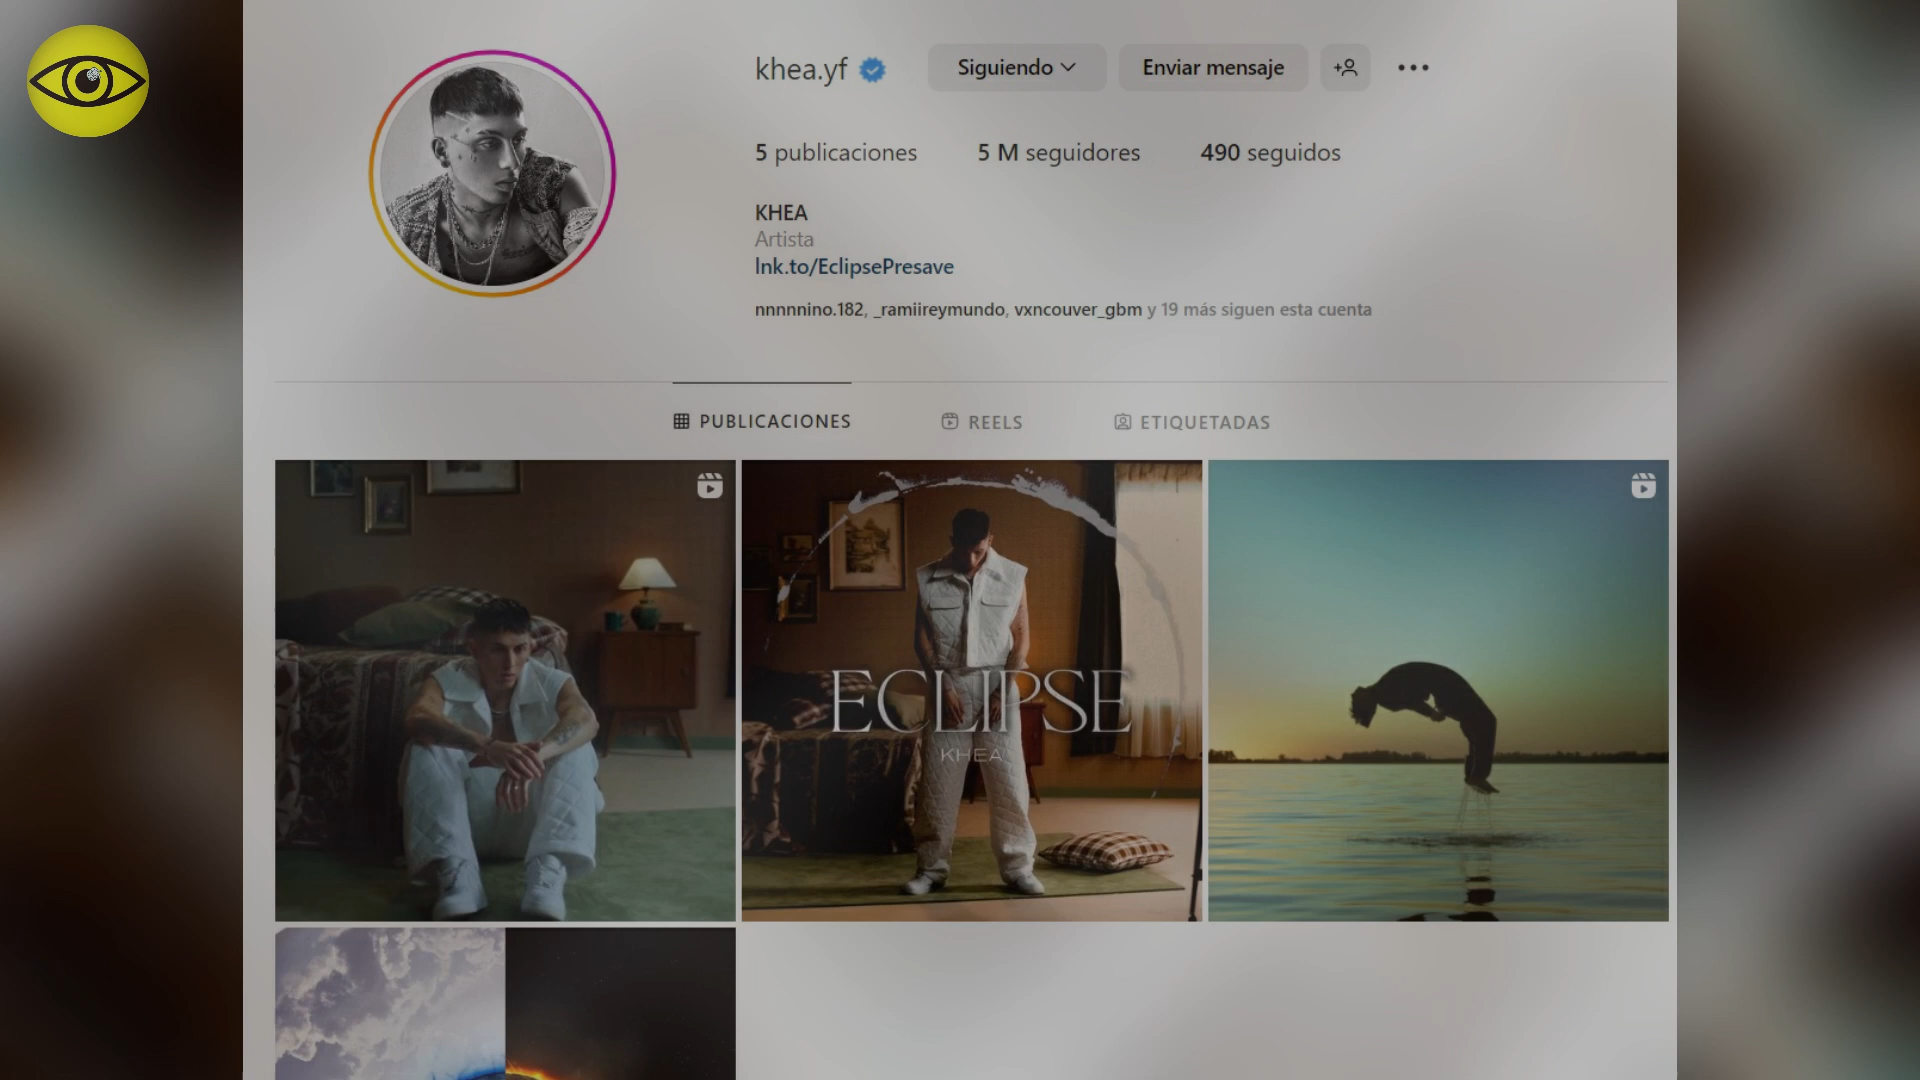 khea.yf
Siguiendo
Enviar mensaje
5 publicaciones
5 M seguidores
490 seguidos
KHEA
Artista
lnk.to/EclipsePresave
nnnnnino.182, _ramiireymundo, vxncouver_gbm y 19 más siguen esta cuenta
PUBLICACIONES
REELS
ETIQUETADAS
ECLIPSE
KHEA